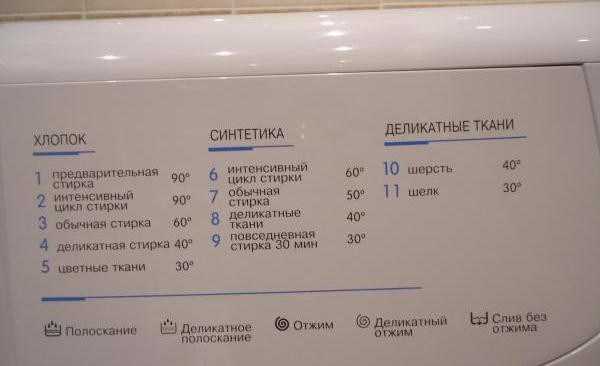 ХЛОПОК
1 предварительная
стирка 90°
2 интенсивный
цикл стирки 90°
3 обычная стирка 60°
4 деликатная стирка 40°
5 цветные ткани 30°
СИНТЕТИКА
6 интенсивный
цикл стирки 60°
7 обычная
стирка 50°
8 деликатные
ткани 40°
9 повседневная
стирка 30 мин 30°
ДЕЛИКАТНЫЕ ТКАНИ
10 шерсть 40°
11 шелк 30°
Полоскание
Деликатное
полоскание
Отжим
Деликатный
отжим
Слив без
отжима